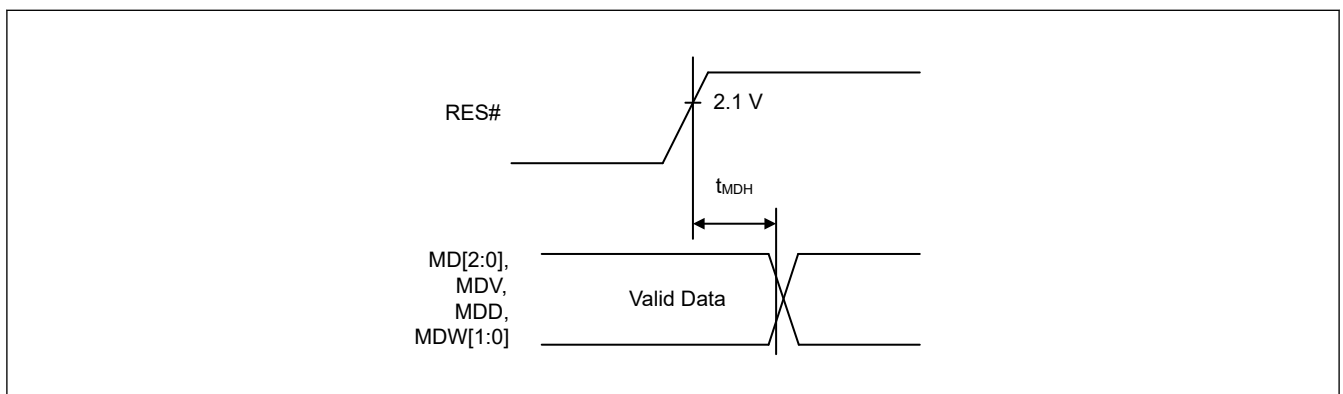 RES#
2.1 V
tMDH
MD[2:0],
MDV,
MDD,
MDW[1:0]
Valid Data